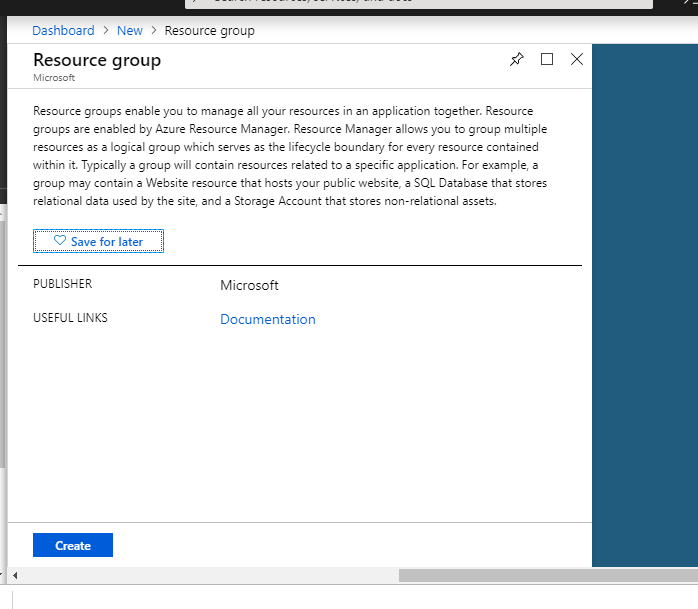 Dashboard > New > Resource group
Resource group
Microsoft
Resource groups enable you to manage all your resources in an application together. Resource
groups are enabled by Azure Resource Manager. Resource Manager allows you to group multiple
resources as a logical group which serves as the lifecycle boundary for every resource contained
within it. Typically a group will contain resources related to a specific application. For example, a
group may contain a Website resource that hosts your public website, a SQL Database that stores
relational data used by the site, and a Storage Account that stores non-relational assets.
Save for later
PUBLISHER Microsoft
USEFUL LINKS Documentation
Create